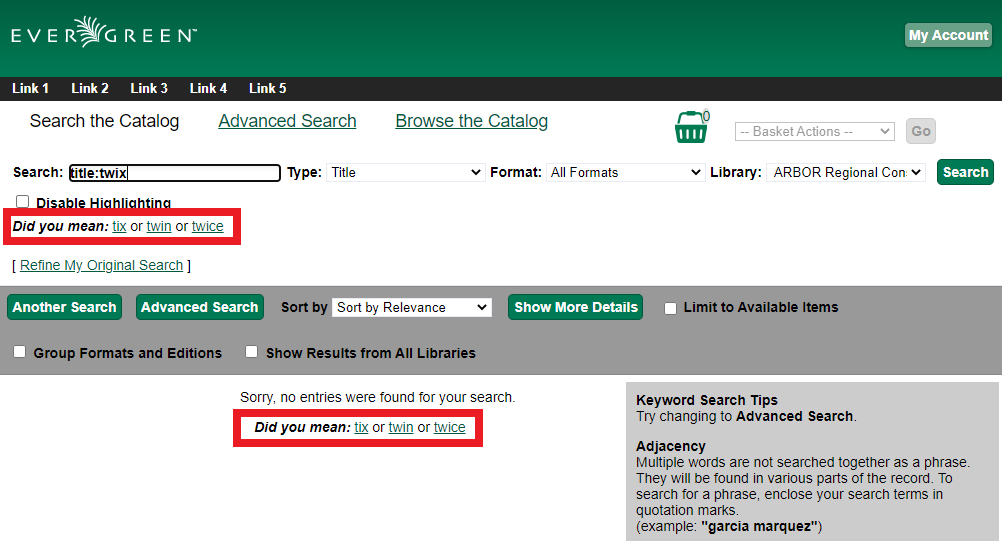 EVERGREEN™
My Account
Link 1 Link 2 Link 3 Link 4 Link 5
Search the Catalog Advanced Search Browse the Catalog 0 -- Basket Actions -- Go
Search: title:twix Type: Title Format: All Formats Library: ARBOR Regional Con Search
Disable Highlighting
Did you mean: tix or twin or twice
[ Refine My Original Search ]
Another Search Advanced Search Sort by Sort by Relevance Show More Details Limit to Available Items
Group Formats and Editions Show Results from All Libraries
Sorry, no entries were found for your search.
Did you mean: tix or twin or twice
Keyword Search Tips
Try changing to Advanced Search.
Adjacency
Multiple words are not searched together as a phrase.
They will be found in various parts of the record. To
search for a phrase, enclose your search terms in
quotation marks.
(example: "garcia marquez")